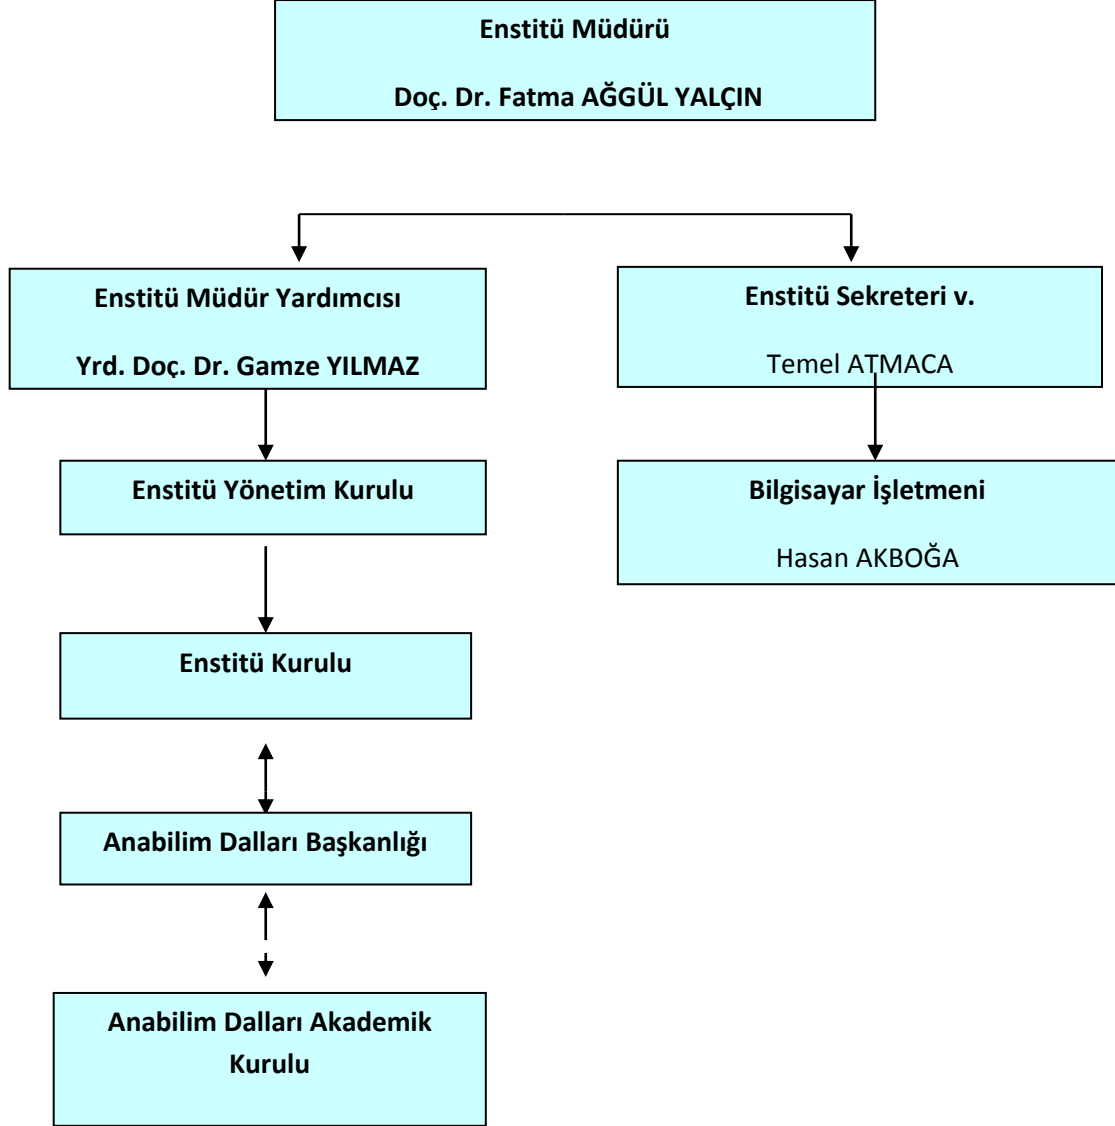 Enstitü Müdürü
Doç. Dr. Fatma AĞGÜL YALÇIN
Enstitü Müdür Yardımcısı
Yrd. Doç. Dr. Gamze YILMAZ
Enstitü Sekreteri v.
Temel ATMACA
Enstitü Yönetim Kurulu
Bilgisayar İşletmeni
Hasan AKBOĞA
Enstitü Kurulu
Anabilim Dalları Başkanlığı
Anabilim Dalları Akademik
Kurulu